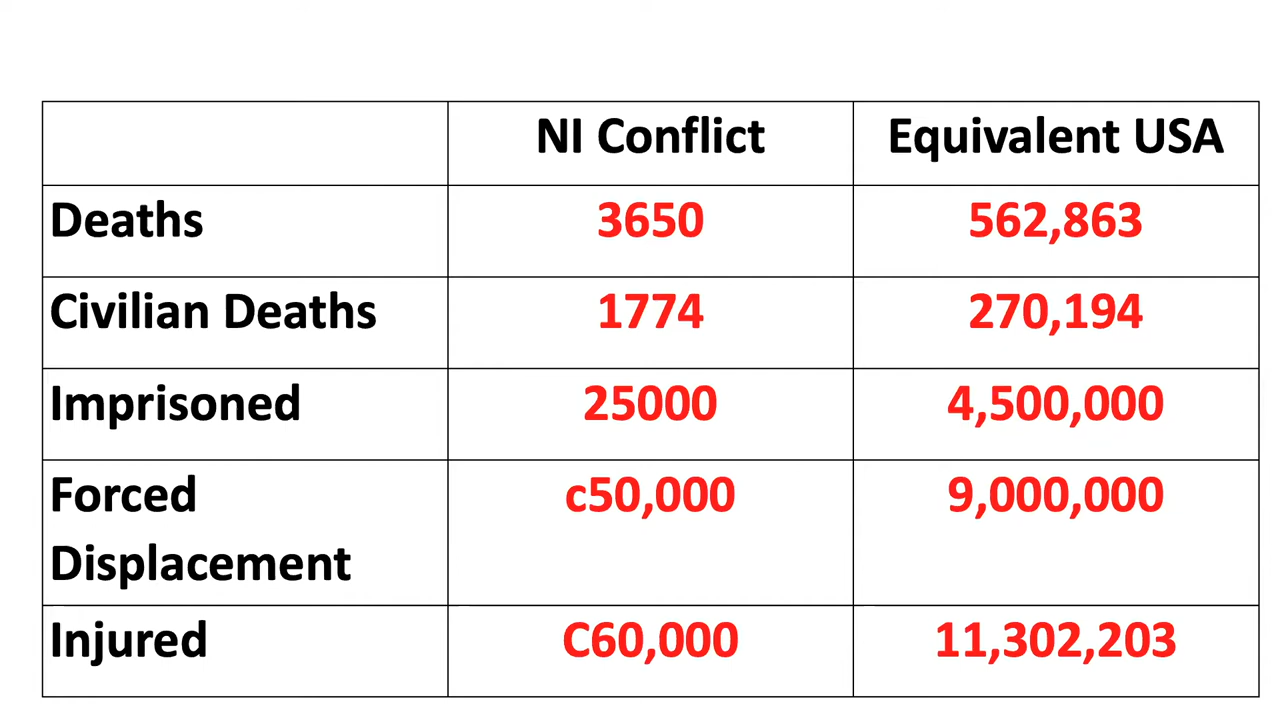 NI Conflict Equivalent USA
Deaths 3650 562,863
Civilian Deaths 1774 270,194
Imprisoned 25000 4,500,000
Forced c50,000 9,000,000
Displacement
Injured C60,000 11,302,203